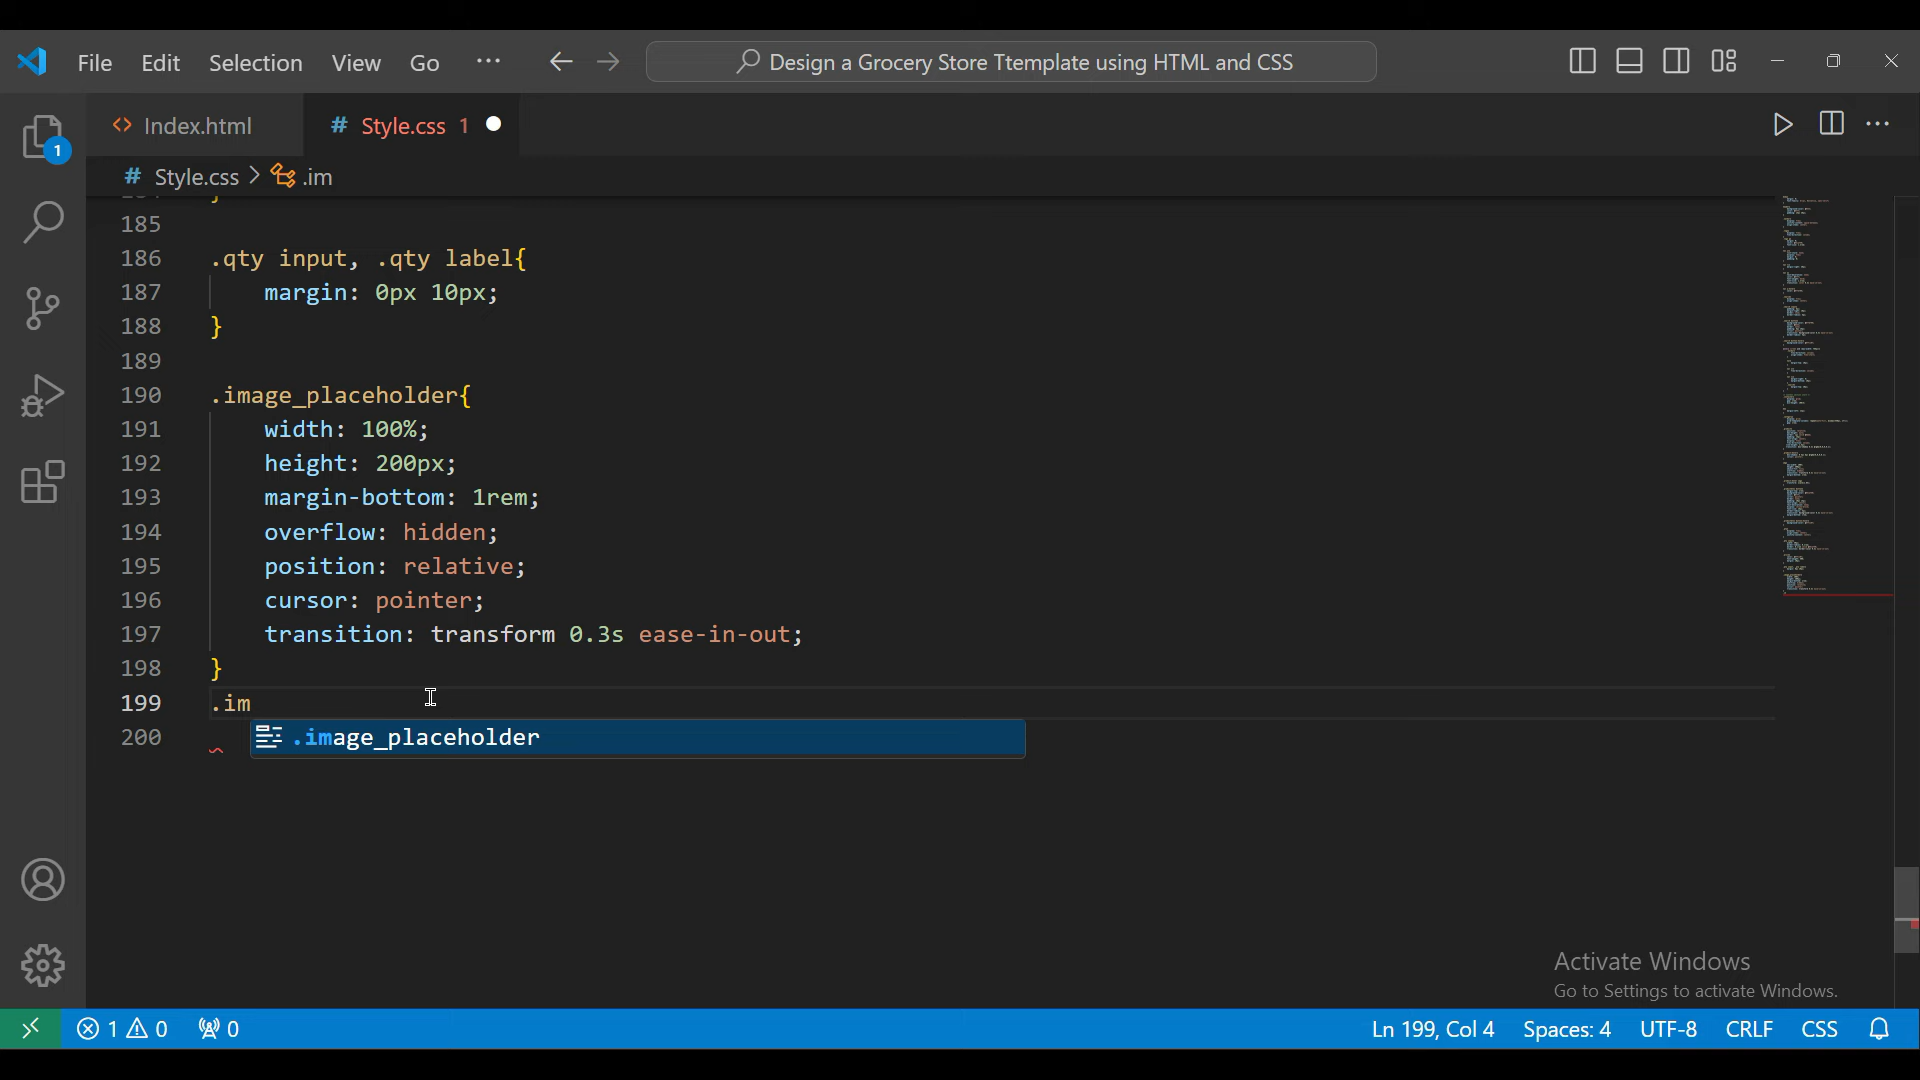 File Edit Selection View Go ··· Design a Grocery Store Ttemplate using HTML and CSS
<> Index.html # Style.css 1
1
# Style.css > .im
185
186 .qty input, .qty label{
187 margin: 0px 10px;
188 }
189
190 .image_placeholder{
191 width: 100%;
192 height: 200px;
193 margin-bottom: 1rem;
194 overflow: hidden;
195 position: relative;
196 cursor: pointer;
197 transition: transform 0.3s ease-in-out;
198 }
199 .im
200 .image_placeholder
Activate Windows
Go to Settings to activate Windows.
1 0 0 Ln 199, Col 4 Spaces: 4 UTF-8 CRLF CSS